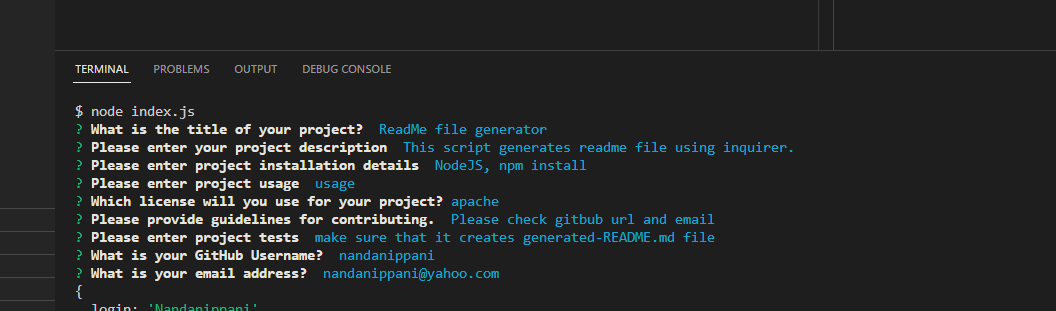 TERMINAL PROBLEMS OUTPUT DEBUG CONSOLE
$ node index.js
? What is the title of your project? ReadMe file generator
? Please enter your project description This script generates readme file using inquirer.
? Please enter project installation details NodeJS, npm install
? Please enter project usage usage
? Which license will you use for your project? apache
? Please provide guidelines for contributing. Please check gitbub url and email
? Please enter project tests make sure that it creates generated-README.md file
? What is your GitHub Username? nandanippani
? What is your email address? nandanippani@yahoo.com
{
login: 'Nandanippani'